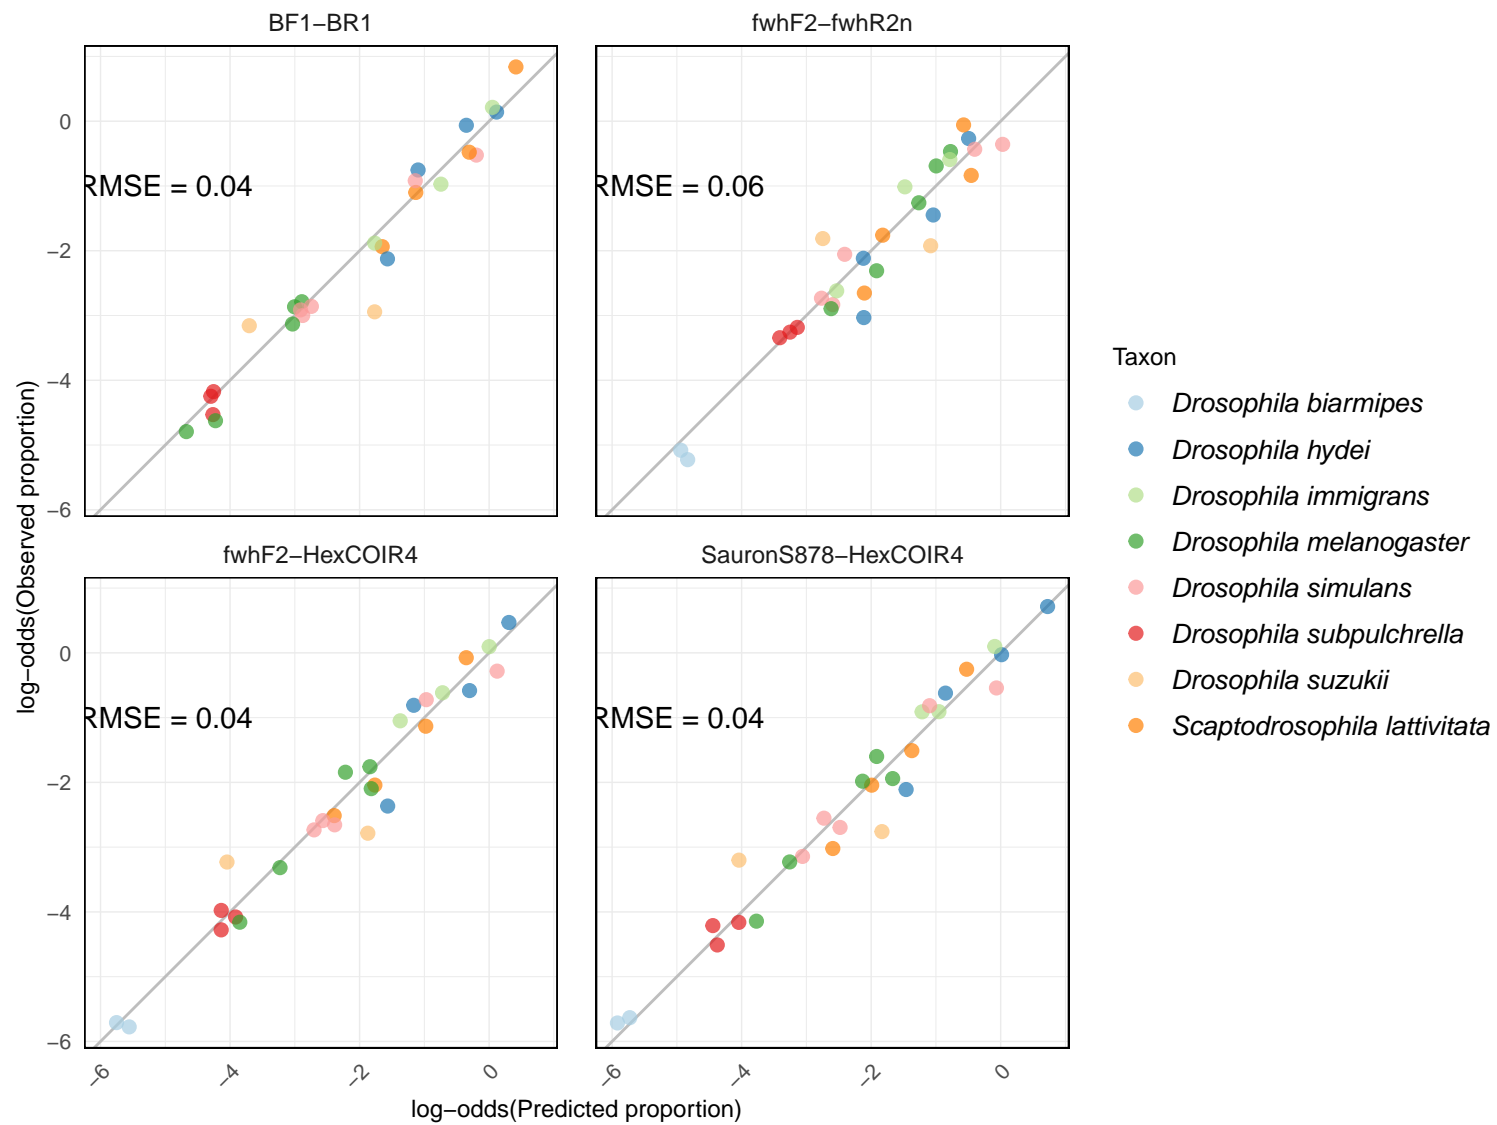 BF1−BR1
fwhF2−fwhR2n
RMSE = 0.04
RMSE = 0.06
0
−2
−4
−6
fwhF2−HexCOIR4
SauronS878−HexCOIR4
RMSE = 0.04
RMSE = 0.04
0
−2
−4
−6
−6
−4
−2
0
−6
−4
−2
0
log−odds(Observed proportion)
log−odds(Predicted proportion)
Taxon
Drosophila biarmipes
Drosophila hydei
Drosophila immigrans
Drosophila melanogaster
Drosophila simulans
Drosophila subpulchrella
Drosophila suzukii
Scaptodrosophila lattivitata